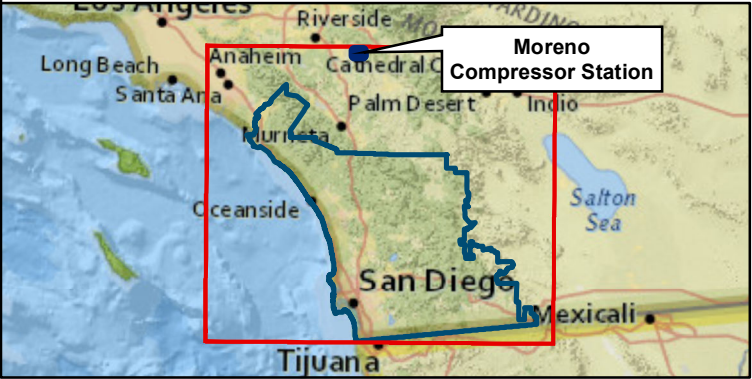 Los Angeles
Riverside
Moreno
Compressor Station
Long Beach
Anaheim
Cathedral C
Santa Ana
Palm Desert
Indio
Murrieta
Oceanside
Salton
Sea
San Diego
Mexicali
Tijuana